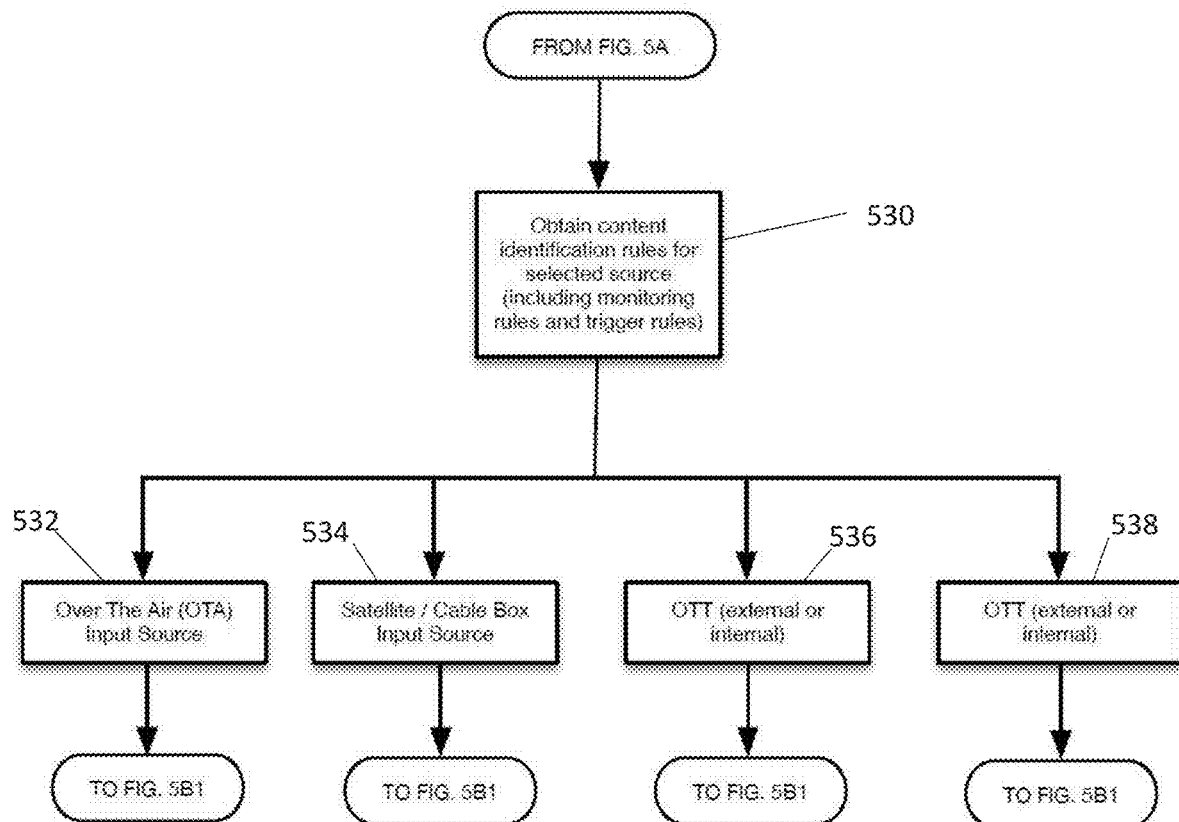 FROM FIG. 5A
Obtain content
identification rules for
selected source
(including monitoring
rules and trigger rules)
530
532
534
536
538
Over The Air (OTA)
Input Source
Satellite / Cable Box
Input Source
OTT (external or
internal)
OTT (external or
internal)
TO FIG. 5B1
TO FIG. 5B1
TO FIG. 5B1
TO FIG. 5B1